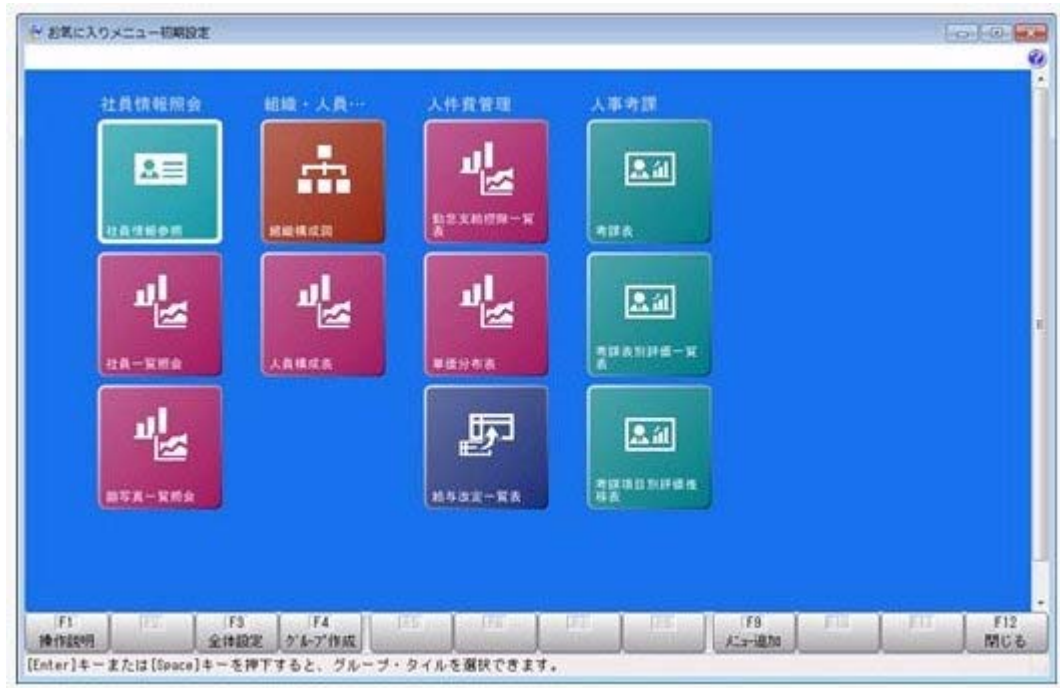 お気に入りメニュー初期設定
社員情報照会
組織・人員…
人件費管理
人事考課
社員情報参照
組織構成図
勤怠支給控除一覧
表
考課表
社員一覧照会
人員構成表
単価分布表
考課表別評価一覧
表
顔写真一覧照会
給与改定一覧表
考課項目別評価推
移表
F1
操作説明
F2
F3
全体設定
F4
ｸﾞﾙｰﾌﾟ作成
F5
F6
F7
F8
F9
ﾒﾆｭｰ追加
F10
F11
F12
閉じる
[Enter]キーまたは[Space]キーを押下すると、グループ・タイルを選択できます。